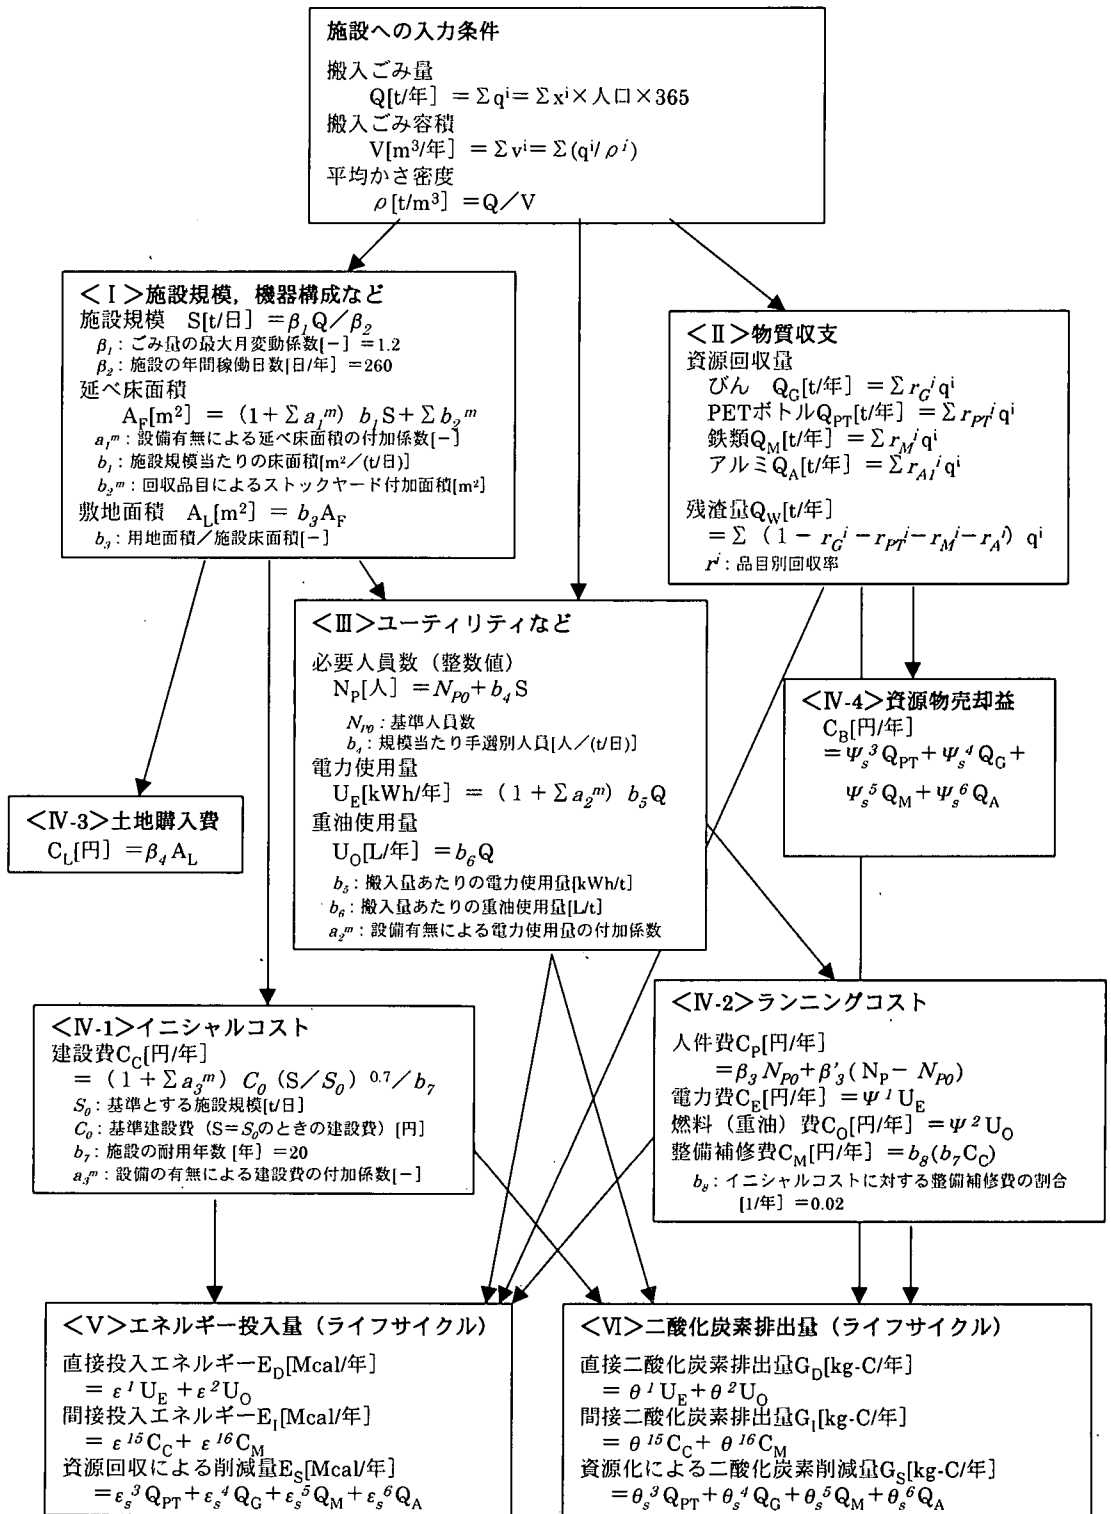 施設への入力条件
搬入ごみ量
Q[t/年] =Σqⁱ=Σxⁱ×人口×365
搬入ごみ容積
V[m³/年] =Σvⁱ=Σ(qⁱ/ρⁱ)
平均かさ密度
ρ[t/m³] =Q/V
<Ⅰ>施設規模, 機器構成など
施設規模 S[t/日] =β₁Q/β₂
β₁:ごみ量の最大月変動係数[-] =1.2
β₂:施設の年間稼働日数[日/年] =260
延べ床面積
A_F[m²] = (1+Σa₁ᵐ) b₁S+Σb₂ᵐ
a₁ᵐ:設備有無による延べ床面積の付加係数[-]
b₁:施設規模当たりの床面積[m²/(t/日)]
b₂ᵐ:回収品目によるストックヤード付加面積[m²]
敷地面積 A_L[m²] = b₃A_F
b₃:用地面積/施設床面積[-]
<Ⅱ>物質収支
資源回収量
びん Q_G[t/年] =Σr_Gⁱqⁱ
PETボトルQ_PT[t/年] =Σr_PTⁱqⁱ
鉄類Q_M[t/年] =Σr_Mⁱqⁱ
アルミQ_A[t/年] =Σr_Alⁱqⁱ
残渣量Q_W[t/年]
=Σ (1-r_Gⁱ-r_PTⁱ-r_Mⁱ-r_Aⁱ) qⁱ
rⁱ:品目別回収率
<Ⅲ>ユーティリティなど
必要人員数 (整数値)
N_P[人] =N_P0+b₄S
N_P0:基準人員数
b₄:規模当たり手選別人員[人/(t/日)]
電力使用量
U_E[kWh/年] = (1+Σa₂ᵐ) b₅Q
重油使用量
U_O[L/年] =b₆Q
b₅:搬入量あたりの電力使用量[kWh/t]
b₆:搬入量あたりの重油使用量[L/t]
a₂ᵐ:設備有無による電力使用量の付加係数
<Ⅳ-4>資源物売却益
C_B[円/年]
=Ψ_s³Q_PT+Ψ_s⁴Q_G+
Ψ_s⁵Q_M+Ψ_s⁶Q_A
<Ⅳ-3>土地購入費
C_L[円] =β₄A_L
<Ⅳ-1>イニシャルコスト
建設費C_C[円/年]
= (1+Σa₃ᵐ) C₀ (S/S₀) ⁰·⁷/b₇
S₀:基準とする施設規模[t/日]
C₀:基準建設費 (S=S₀のときの建設費) [円]
b₇:施設の耐用年数 [年] =20
a₃ᵐ:設備の有無による建設費の付加係数[-]
<Ⅳ-2>ランニングコスト
人件費C_P[円/年]
=β₃N_P0+β'₃(N_P-N_P0)
電力費C_E[円/年] =Ψ¹U_E
燃料 (重油) 費C_O[円/年] =Ψ²U_O
整備補修費C_M[円/年] =b₈(b₇C_C)
b₈:イニシャルコストに対する整備補修費の割合
[1/年] =0.02
<Ⅴ>エネルギー投入量 (ライフサイクル)
直接投入エネルギーE_D[Mcal/年]
= ε¹U_E+ε²U_O
間接投入エネルギーE_I[Mcal/年]
= ε¹⁵C_C+ ε¹⁶C_M
資源回収による削減量E_S[Mcal/年]
=ε_s³Q_PT+ε_s⁴Q_G+ε_s⁵Q_M+ε_s⁶Q_A
<Ⅵ>二酸化炭素排出量 (ライフサイクル)
直接二酸化炭素排出量G_D[kg-C/年]
= θ¹U_E+θ²U_O
間接二酸化炭素排出量G_I[kg-C/年]
= θ¹⁵C_C+ θ¹⁶C_M
資源化による二酸化炭素削減量G_S[kg-C/年]
=θ_s³Q_PT+θ_s⁴Q_G+θ_s⁵Q_M+θ_s⁶Q_A